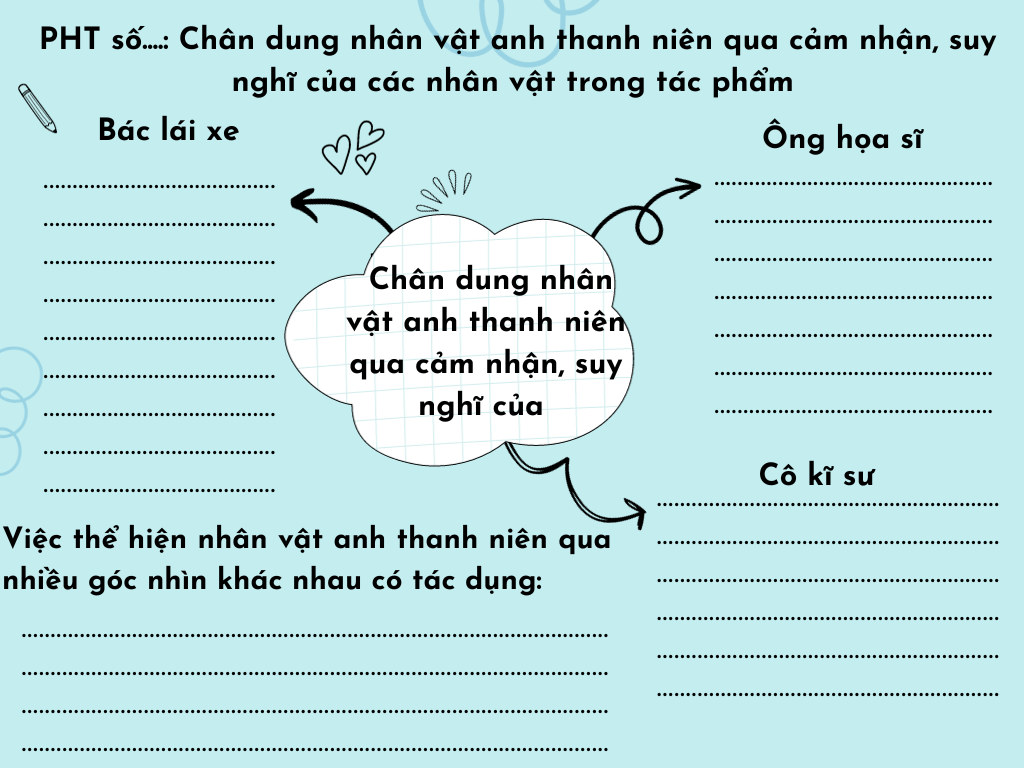 PHT số....: Chân dung nhân vật anh thanh niên qua cảm nhận, suy
nghĩ của các nhân vật trong tác phẩm
Bác lái xe
.........................................
.........................................
.........................................
.........................................
.........................................
.........................................
.........................................
.........................................
.........................................
Ông họa sĩ
.................................................
.................................................
.................................................
.................................................
.................................................
.................................................
.................................................
Chân dung nhân
vật anh thanh niên
qua cảm nhận, suy
nghĩ của
Cô kĩ sư
............................................................
............................................................
............................................................
............................................................
............................................................
............................................................
Việc thể hiện nhân vật anh thanh niên qua
nhiều góc nhìn khác nhau có tác dụng:
........................................................................................................
........................................................................................................
........................................................................................................
........................................................................................................